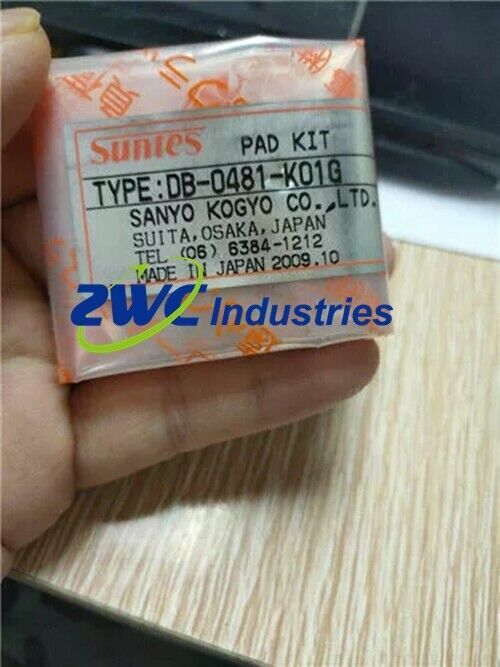 Suntes PAD KIT
TYPE:DB-0481-K01G
SANYO KOGYO CO.,LTD.
SUITA,OSAKA,JAPAN
TEL (06) 6384-1212
MADE IN JAPAN 2009.10
ZWC Industries